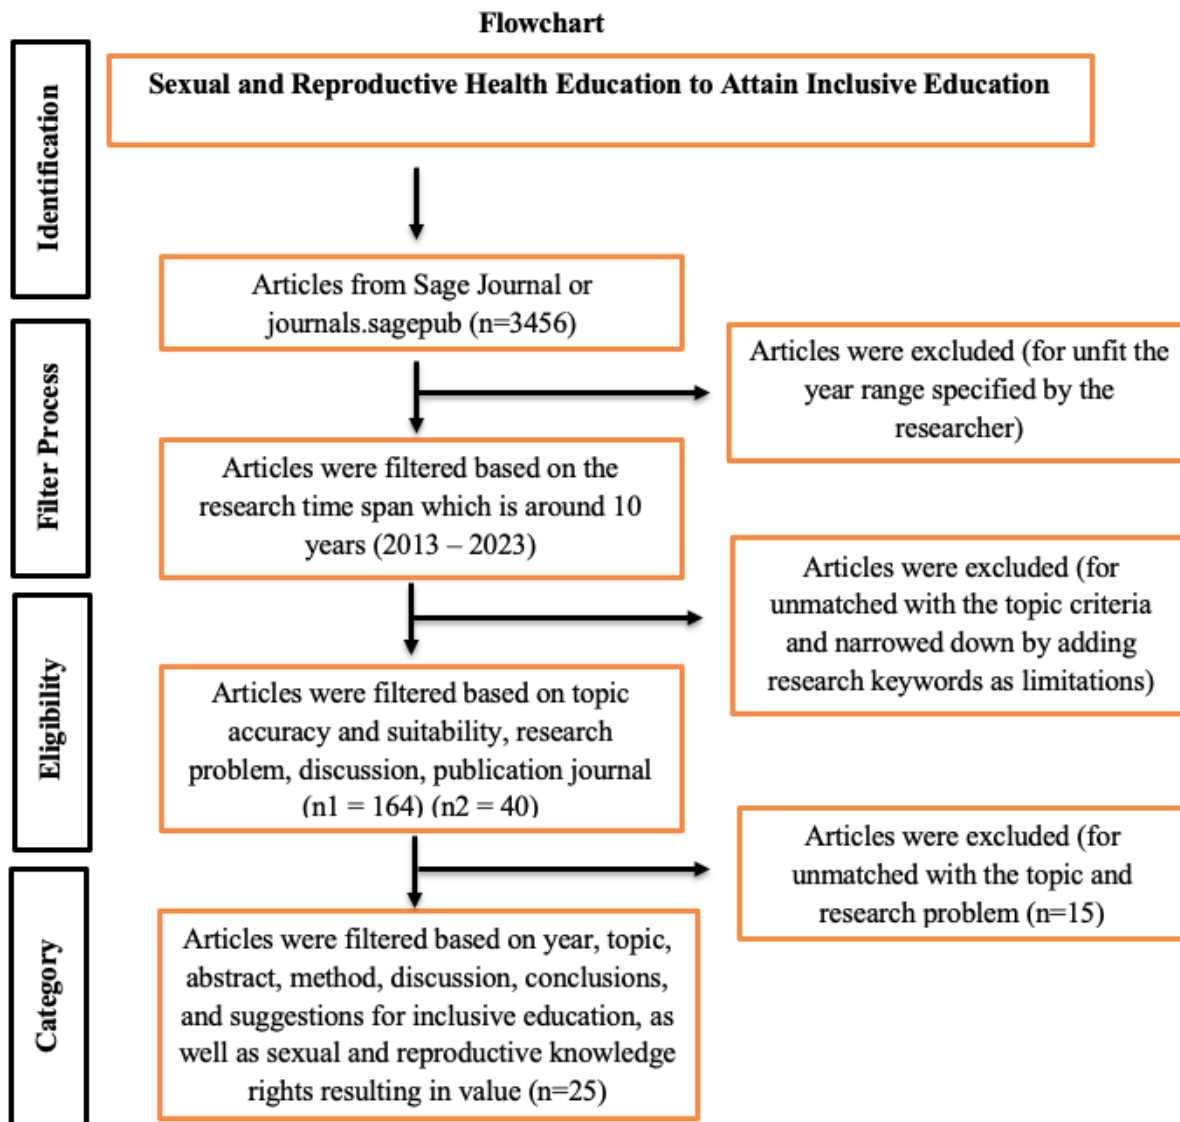 Flowchart
Identification
Sexual and Reproductive Health Education to Attain Inclusive Education
Articles from Sage Journal or
journals.sagepub (n=3456)
Filter Process
Articles were excluded (for unfit the
year range specified by the
researcher)
Articles were filtered based on the
research time span which is around 10
years (2013 – 2023)
Articles were excluded (for
unmatched with the topic criteria
and narrowed down by adding
research keywords as limitations)
Eligibility
Articles were filtered based on topic
accuracy and suitability, research
problem, discussion, publication journal
(n1 = 164) (n2 = 40)
Articles were excluded (for
unmatched with the topic and
research problem (n=15)
Category
Articles were filtered based on year, topic,
abstract, method, discussion, conclusions,
and suggestions for inclusive education, as
well as sexual and reproductive knowledge
rights resulting in value (n=25)